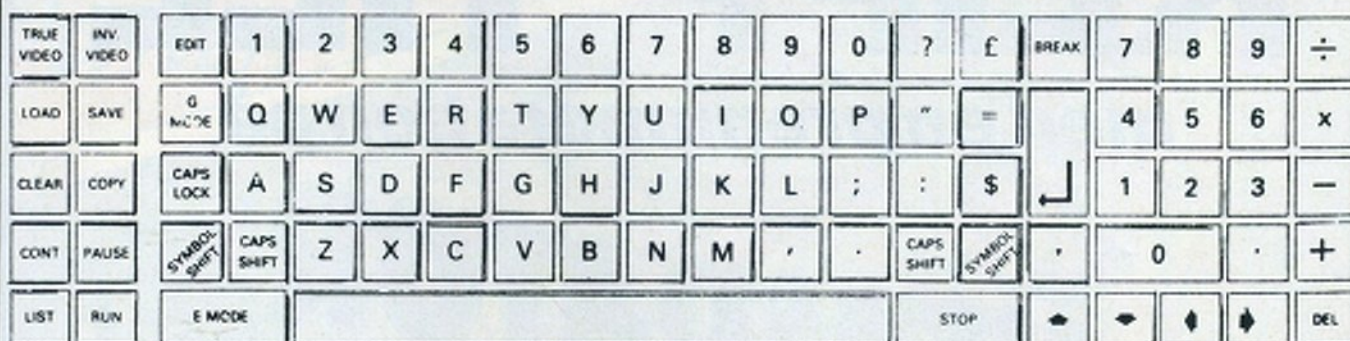 TRUE VIDEO INV. VIDEO EDIT 1 2 3 4 5 6 7 8 9 0 ? £ BREAK 7 8 9 ÷
LOAD SAVE G MODE Q W E R T Y U I O P " = 4 5 6 x
CLEAR COPY CAPS LOCK A S D F G H J K L ; : $ ↵ 1 2 3 —
CONT PAUSE SYMBOL SHIFT CAPS SHIFT Z X C V B N M , . CAPS SHIFT SYMBOL SHIFT , 0 . +
LIST RUN E MODE STOP DEL